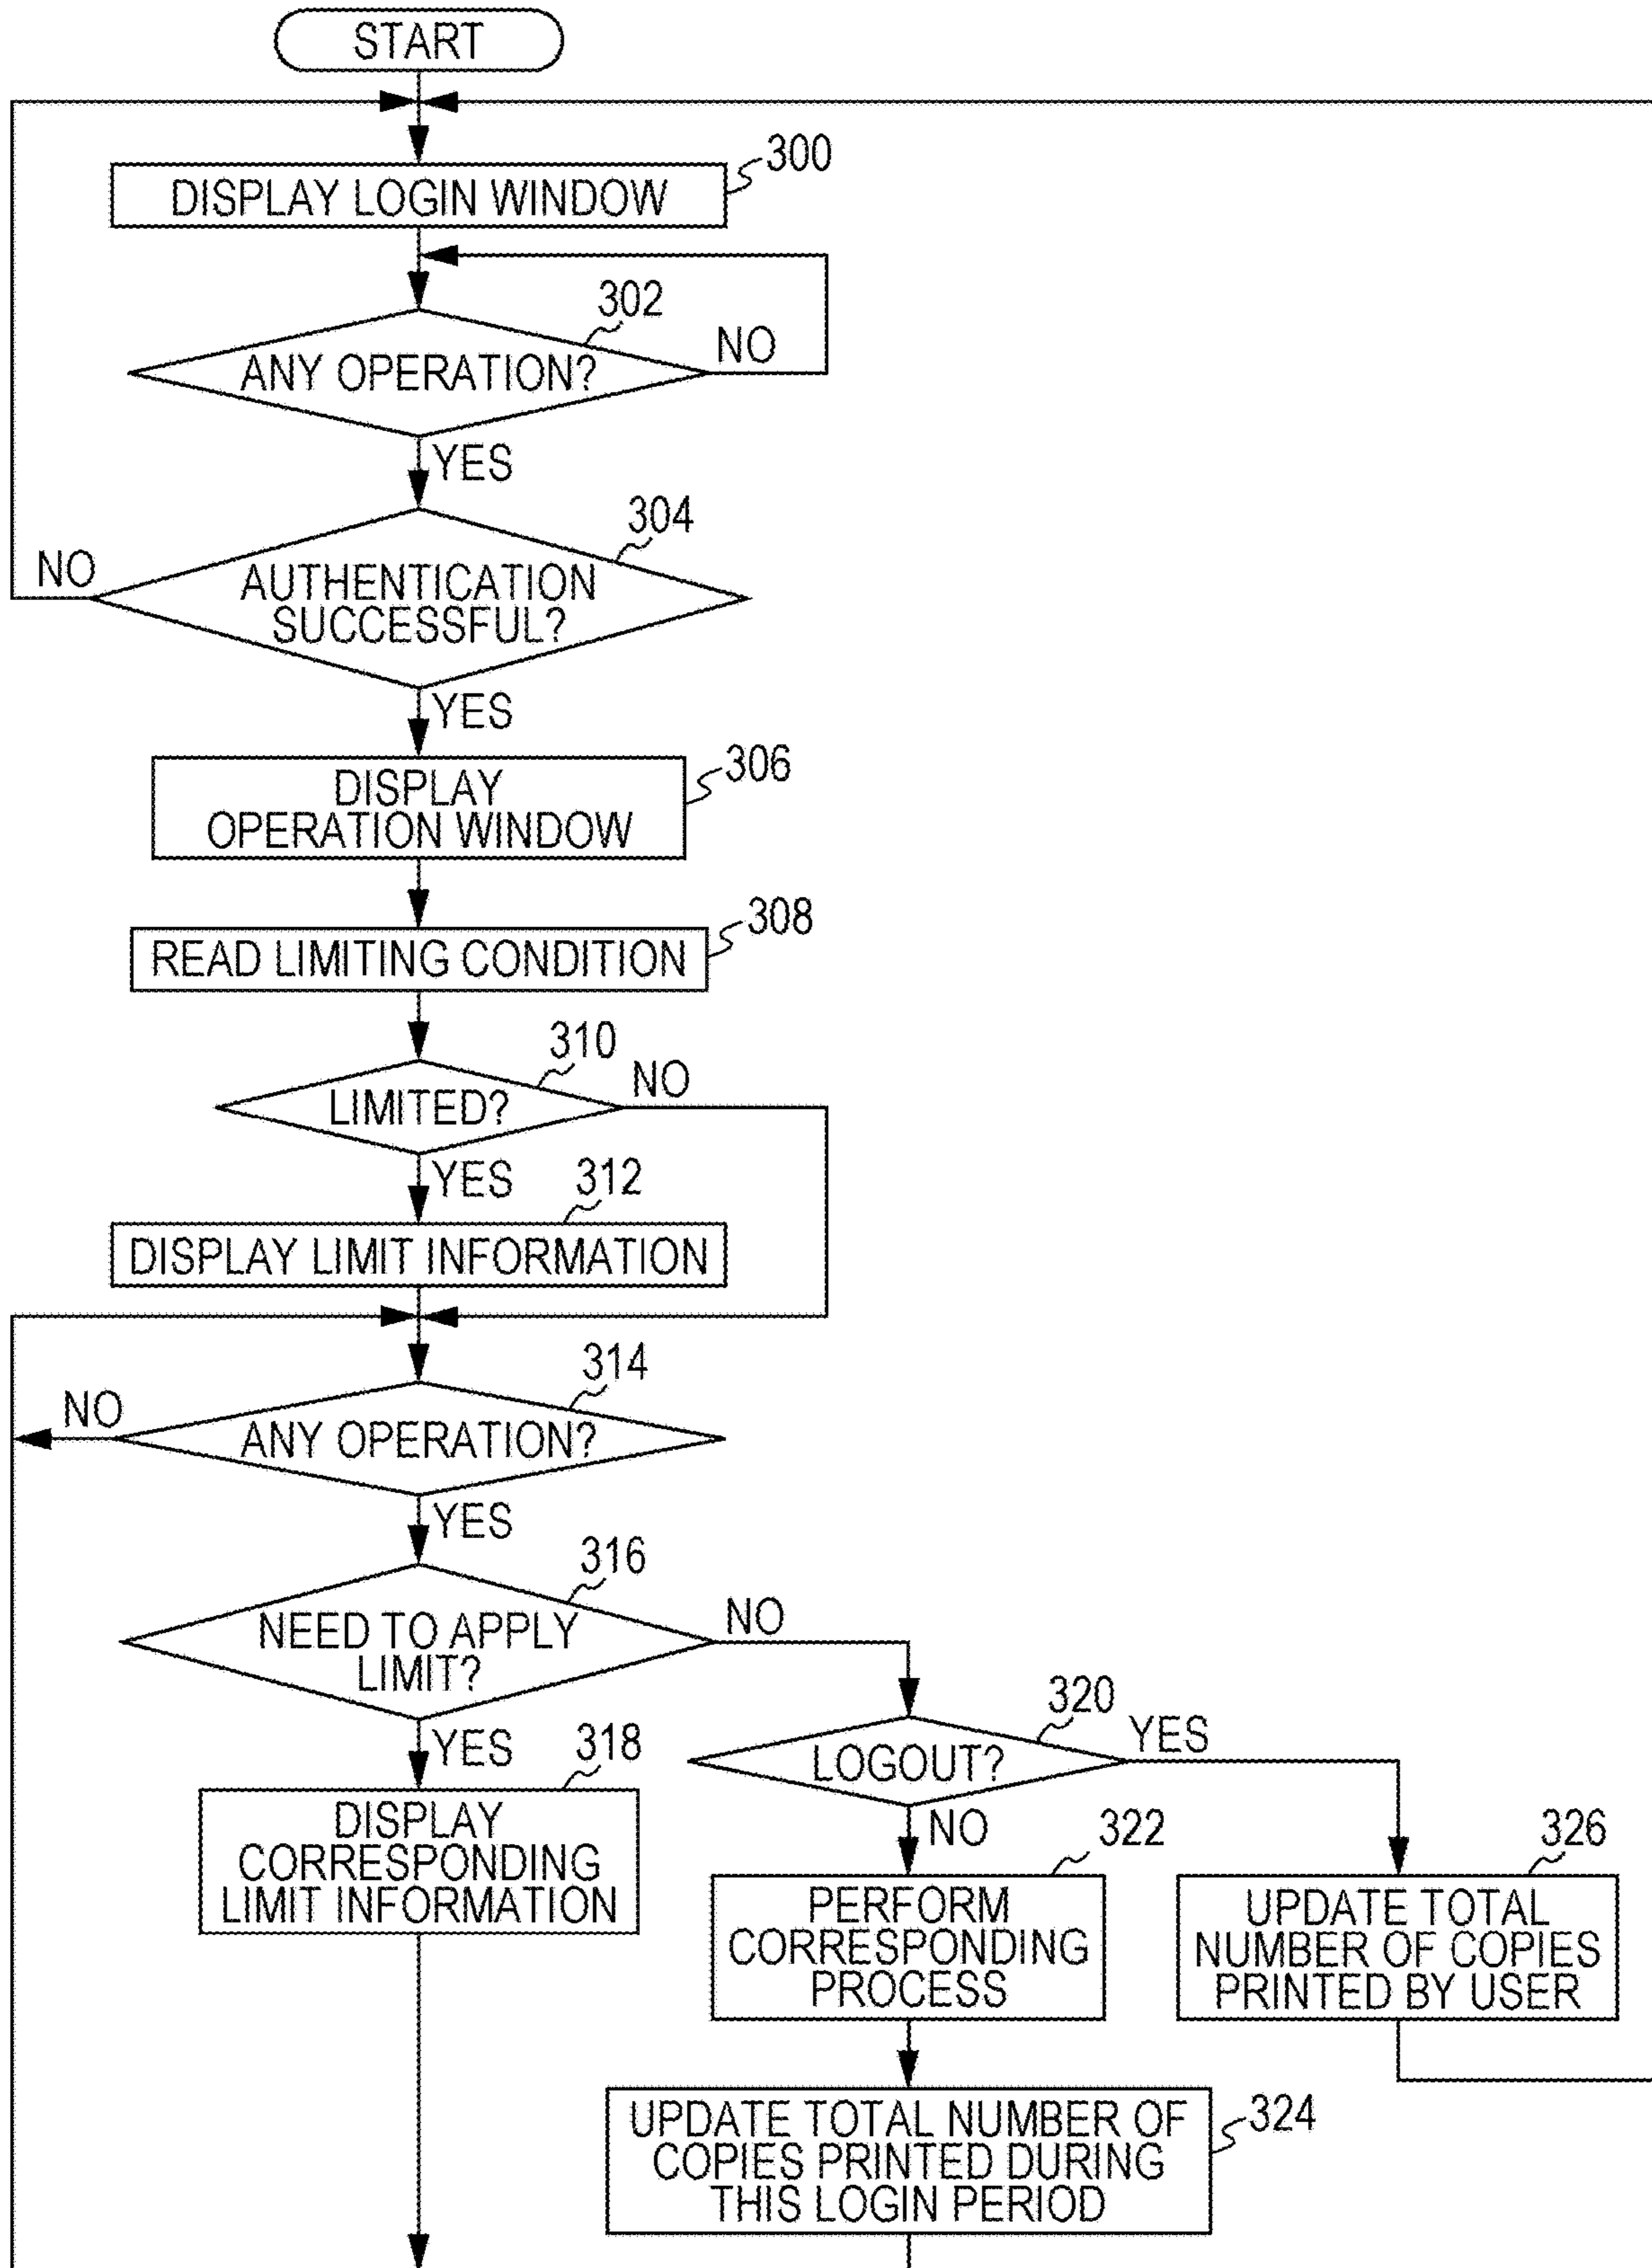 START
300
DISPLAY LOGIN WINDOW
302
NO
ANY OPERATION?
YES
304
NO
AUTHENTICATION
SUCCESSFUL?
YES
306
DISPLAY
OPERATION WINDOW
308
READ LIMITING CONDITION
310
NO
LIMITED?
YES
312
DISPLAY LIMIT INFORMATION
314
NO
ANY OPERATION?
YES
316
NO
NEED TO APPLY
LIMIT?
YES
318
DISPLAY
CORRESPONDING
LIMIT INFORMATION
320
YES
LOGOUT?
NO
322
PERFORM
CORRESPONDING
PROCESS
326
UPDATE TOTAL
NUMBER OF COPIES
PRINTED BY USER
324
UPDATE TOTAL NUMBER OF
COPIES PRINTED DURING
THIS LOGIN PERIOD